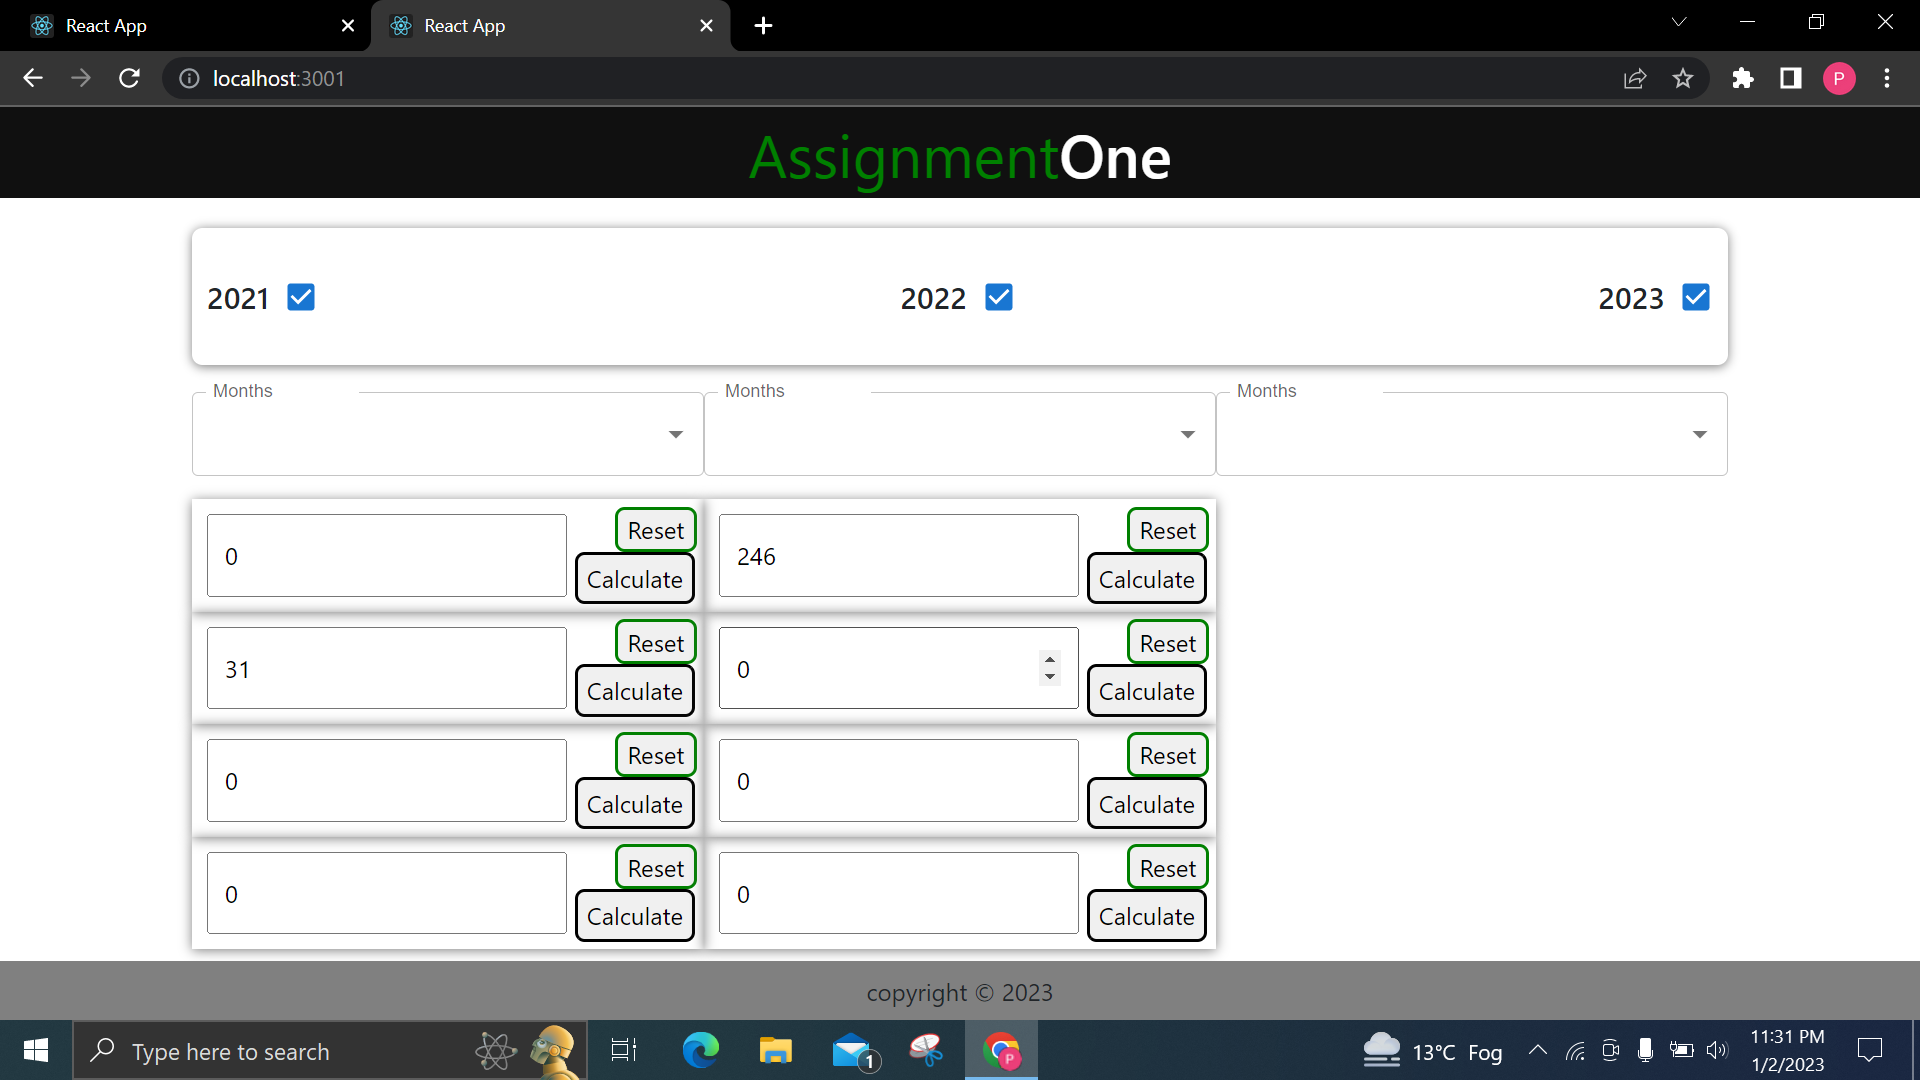 React App
React App
localhost:3001
P
AssignmentOne
2021
2022
2023
Months
Months
Months
0
Reset
Calculate
246
Reset
Calculate
31
Reset
Calculate
0
Reset
Calculate
0
Reset
Calculate
0
Reset
Calculate
0
Reset
Calculate
0
Reset
Calculate
copyright © 2023
Type here to search
1
P
13°C Fog
11:31 PM
1/2/2023